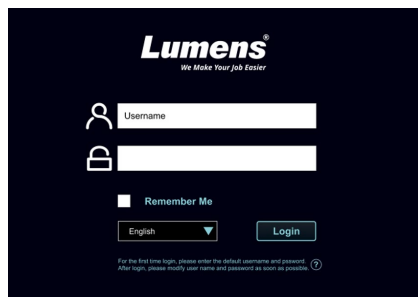 Lumens®
We Make Your Job Easier
Username
Remember Me
English
Login
For the first time login, please enter the default username and psword.
After login, please modify user name and password as soon as possible. ?